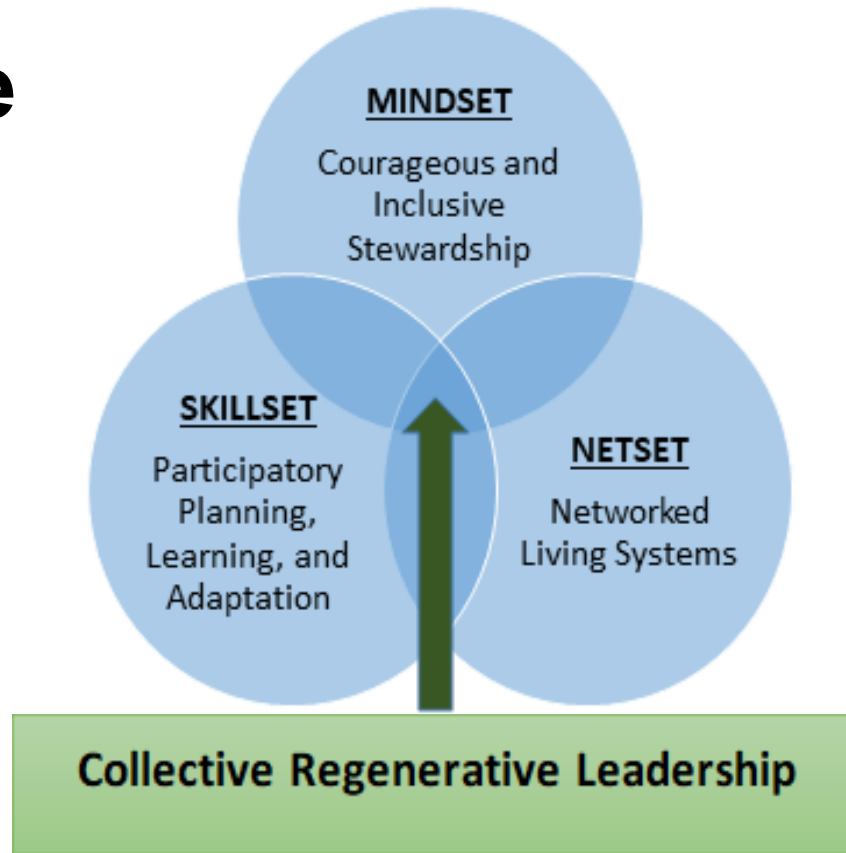 e
MINDSET
Courageous and
Inclusive
Stewardship
SKILLSET
Participatory
Planning,
Learning, and
Adaptation
NETSET
Networked
Living Systems
Collective Regenerative Leadership